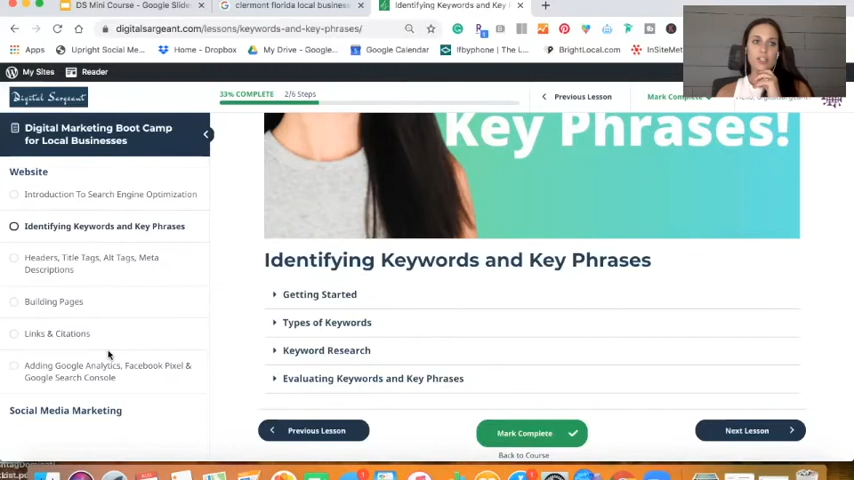 DS Mini Course - Google Slide
clermont florida local business
Identifying Keywords and Key
digitalsargeant.com/lessons/keywords-and-key-phrases/
Apps
Upright Social Me...
Home - Dropbox
My Drive - Google...
Google Calendar
Ifbyphone | The L...
BrightLocal.com
InSiteMet
My Sites
Reader
Digital Sargeant
33% COMPLETE
2/6 Steps
Previous Lesson
Mark Complete
Digital Marketing Boot Camp
for Local Businesses
Key Phrases!
Website
Introduction To Search Engine Optimization
Identifying Keywords and Key Phrases
Headers, Title Tags, Alt Tags, Meta
Descriptions
Building Pages
Links & Citations
Adding Google Analytics, Facebook Pixel &
Google Search Console
Social Media Marketing
Identifying Keywords and Key Phrases
Getting Started
Types of Keywords
Keyword Research
Evaluating Keywords and Key Phrases
Previous Lesson
Mark Complete
Next Lesson
Back to Course